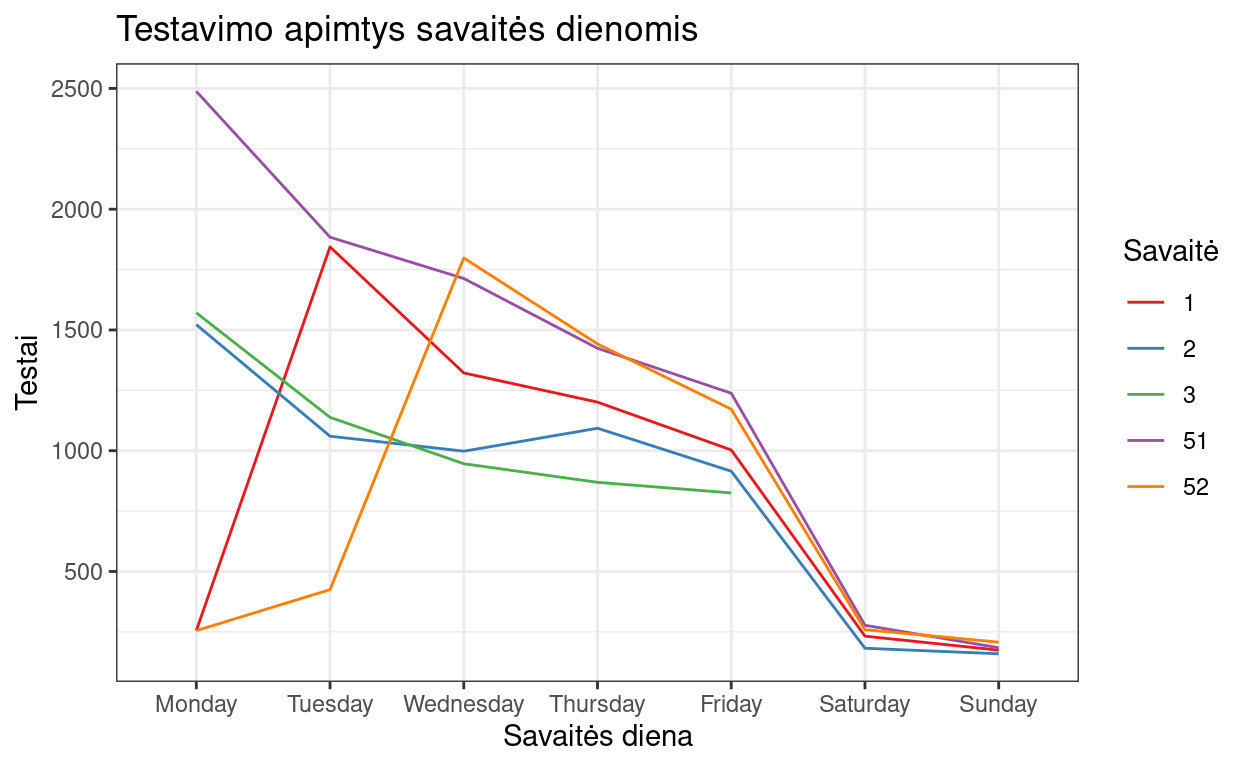 Testavimo apimtys savaitės dienomis
2500
2000
1500
1000
500
Testai
Monday Tuesday Wednesday Thursday Friday Saturday Sunday
Savaitės diena
Savaitė
1
2
3
51
52